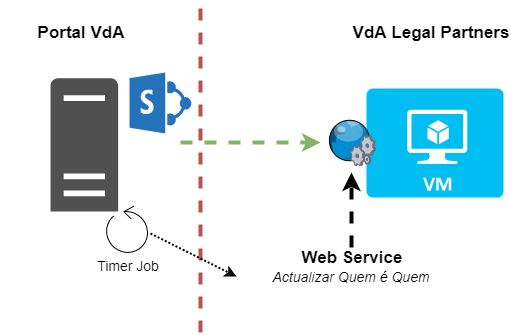 Portal VdA
VdA Legal Partners
S
VM
Timer Job
Web Service
Actualizar Quem é Quem